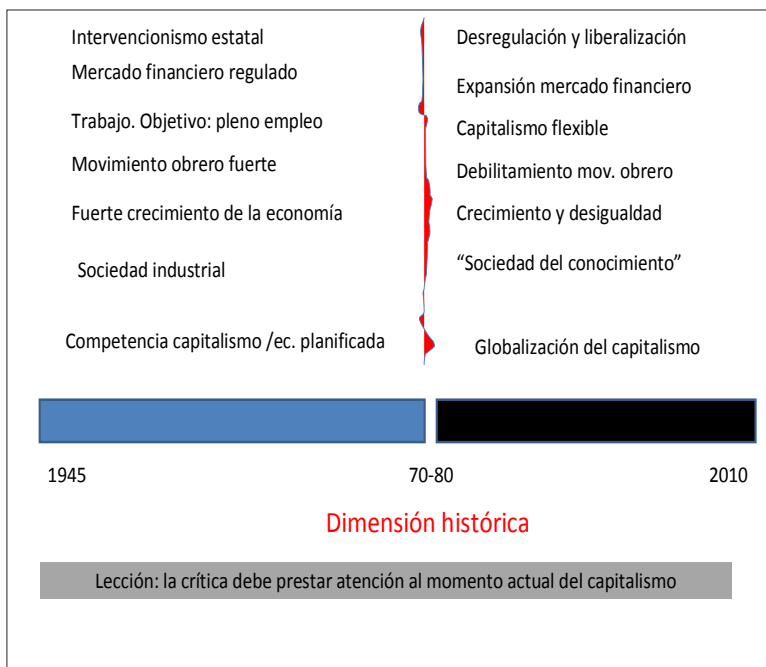 Intervencionismo estatal
Mercado financiero regulado
Trabajo. Objetivo: pleno empleo
Movimiento obrero fuerte
Fuerte crecimiento de la economía
Sociedad industrial
Competencia capitalismo /ec. planificada
Desregulación y liberalización
Expansión mercado financiero
Capitalismo flexible
Debilitamiento mov. obrero
Crecimiento y desigualdad
“Sociedad del conocimiento”
Globalización del capitalismo
1945
70-80
2010
Dimensión histórica
Lección: la crítica debe prestar atención al momento actual del capitalismo